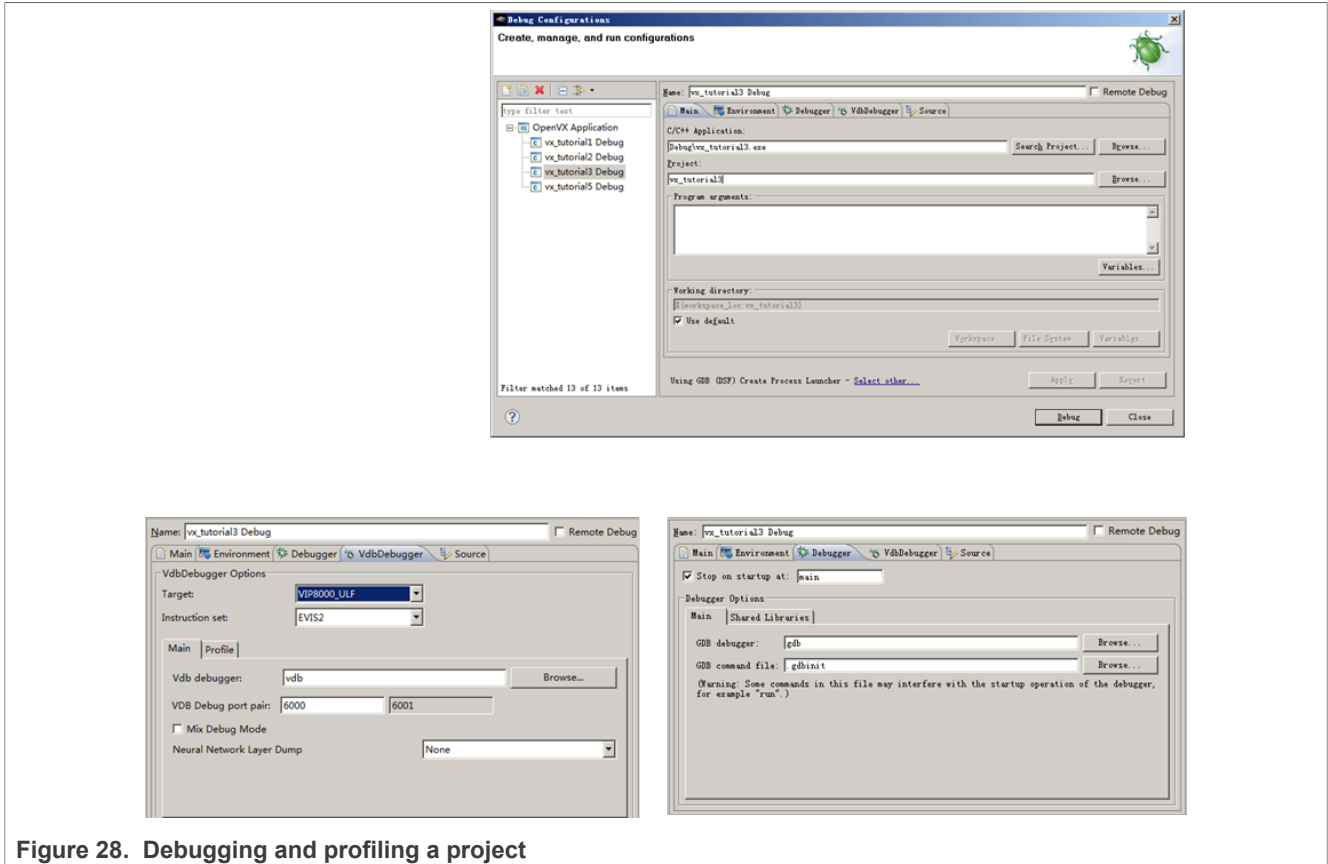 Debug Configurations
Create, manage, and run configurations
type filter text
OpenVX Application
vx_tutorial1 Debug
vx_tutorial2 Debug
vx_tutorial3 Debug
vx_tutorial5 Debug
Filter matched 13 of 13 items
Name: vx_tutorial3 Debug
Remote Debug
Main Environment Debugger VdbDebugger Source
C/C++ Application:
Debug\vx_tutorial3.exe Search Project... Browse...
Project:
vx_tutorial3 Browse...
Program arguments:
Variables...
Working directory:
${workspace_loc:vx_tutorial3}
Use default
Workspace... File System... Variables...
Using GDB (DSF) Create Process Launcher - Select other... Apply Revert
? Debug Close
Name: vx_tutorial3 Debug Remote Debug
Main Environment Debugger VdbDebugger Source
VdbDebugger Options
Target: VIP8000_ULF
Instruction set: EVIS2
Main Profile
Vdb debugger: vdb Browse...
VDB Debug port pair: 6000 6001
Mix Debug Mode
Neural Network Layer Dump None
Name: vx_tutorial3 Debug Remote Debug
Main Environment Debugger VdbDebugger Source
Stop on startup at: main
Debugger Options
Main Shared Libraries
GDB debugger: gdb Browse...
GDB command file: .gdbinit Browse...
(Warning: Some commands in this file may interfere with the startup operation of the debugger,
for example "run".)
Figure 28. Debugging and profiling a project